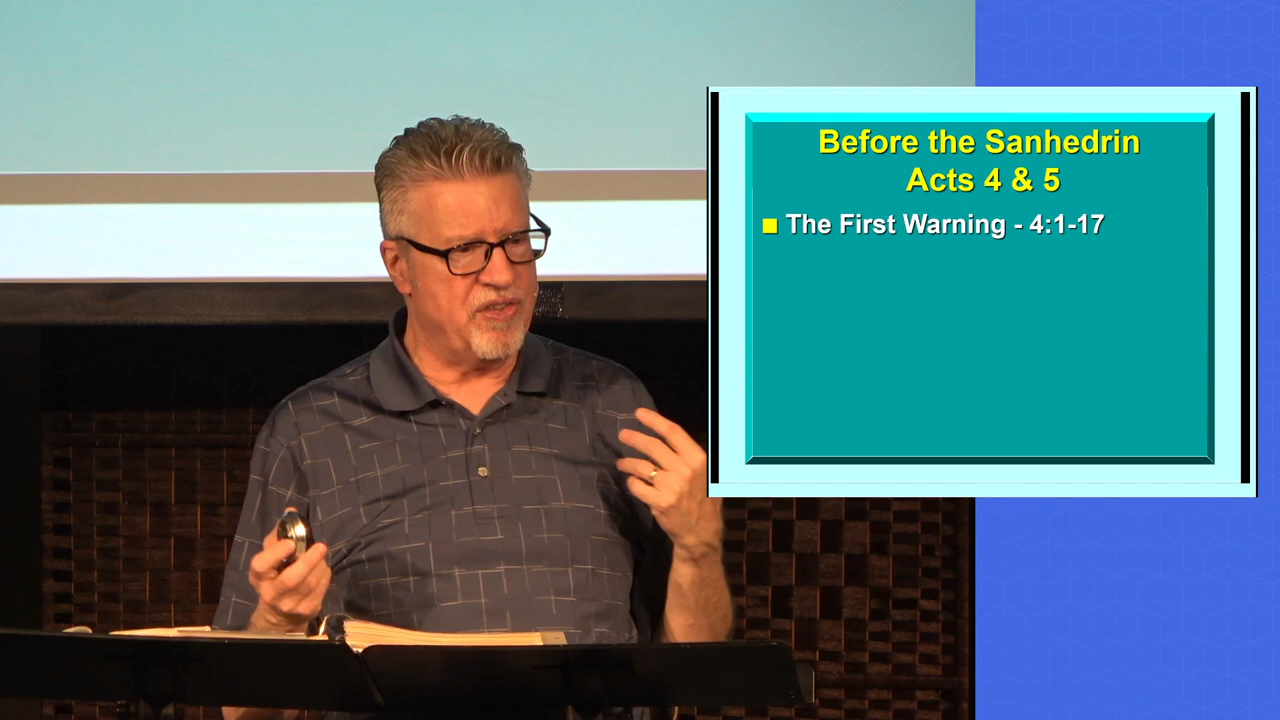 Before the Sanhedrin
Acts 4 & 5
The First Warning - 4:1-17